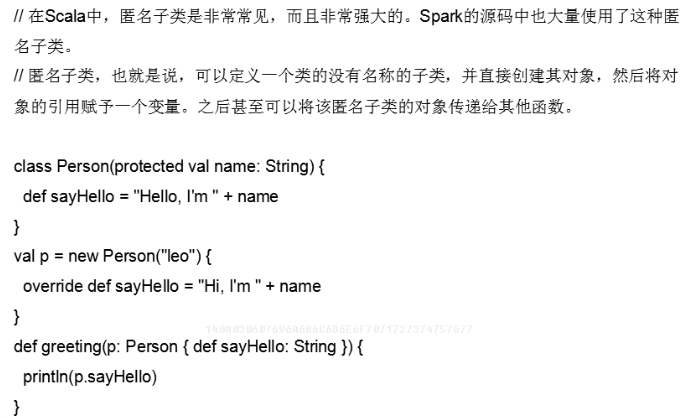 // 在Scala中，匿名子类是非常常见，而且非常强大的。Spark的源码中也大量使用了这种匿
名子类。
// 匿名子类，也就是说，可以定义一个类的没有名称的子类，并直接创建其对象，然后将对
象的引用赋予一个变量。之后甚至可以将该匿名子类的对象传递给其他函数。
class Person(protected val name: String) {
  def sayHello = "Hello, I'm " + name
}
val p = new Person("leo") {
  override def sayHello = "Hi, I'm " + name
}
def greeting(p: Person { def sayHello: String }) {
  println(p.sayHello)
}